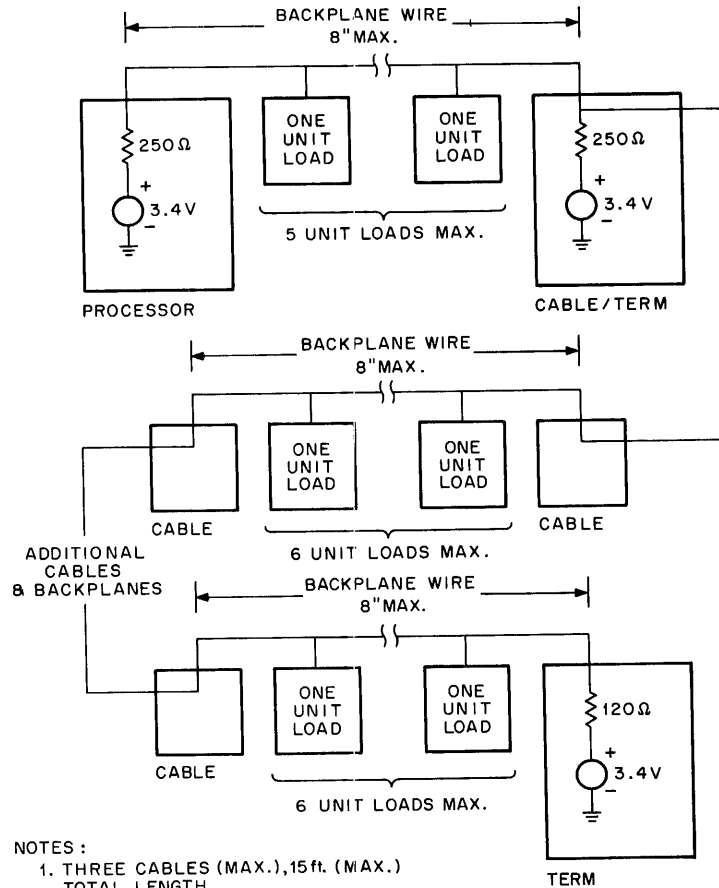 BACKPLANE WIRE
8" MAX.
250Ω
+
3.4V
-
PROCESSOR
ONE
UNIT
LOAD
ONE
UNIT
LOAD
5 UNIT LOADS MAX.
250Ω
+
3.4V
-
CABLE/TERM
BACKPLANE WIRE
8" MAX.
CABLE
ONE
UNIT
LOAD
ONE
UNIT
LOAD
6 UNIT LOADS MAX.
CABLE
ADDITIONAL
CABLES
& BACKPLANES
BACKPLANE WIRE
8" MAX.
CABLE
ONE
UNIT
LOAD
ONE
UNIT
LOAD
6 UNIT LOADS MAX.
120Ω
+
3.4V
-
TERM
NOTES:
1. THREE CABLES (MAX.), 15 ft. (MAX.)
TOTAL LENGTH